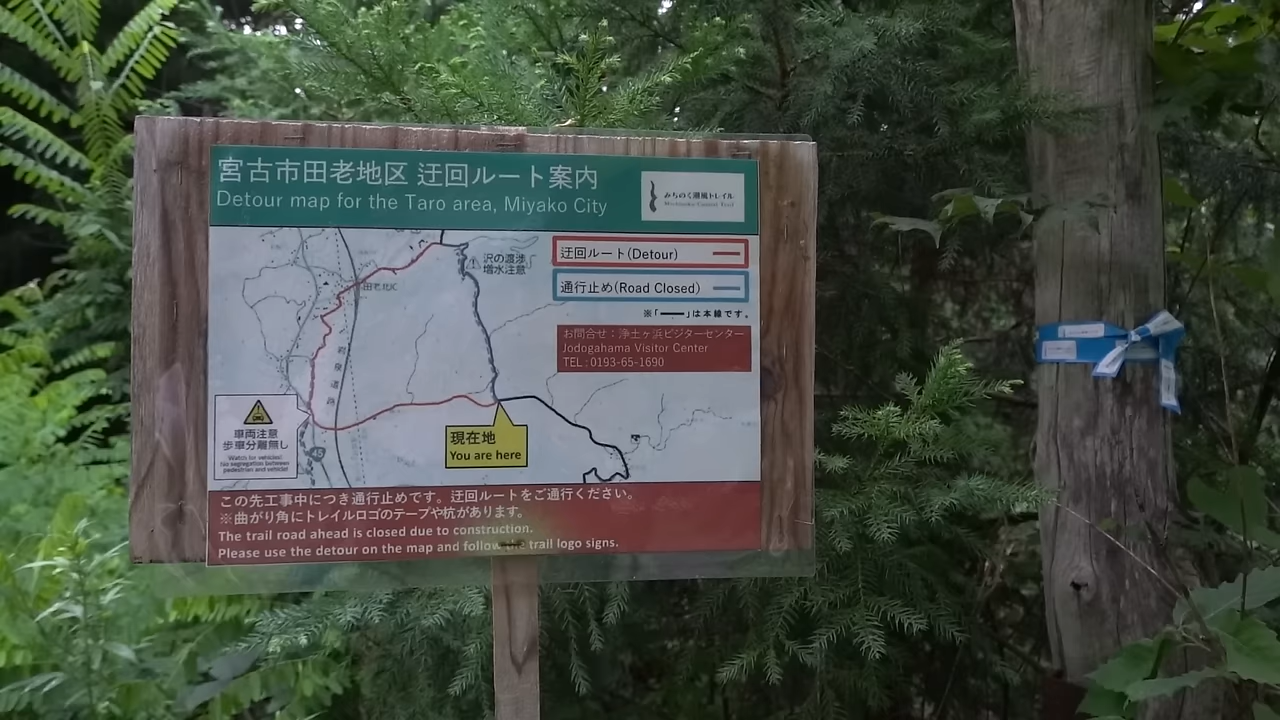 宮古市田老地区 迂回ルート案内
Detour map for the Taro area, Miyako City
みちのく潮風トレイル
Michinoku Coastal Trail
沢の渡渉
増水注意
迂回ルート(Detour)
通行止め(Road Closed)
※「━」は本線です。
お問合せ：浄土ヶ浜ビジターセンター
Jodogahama Visitor Center
TEL：0193-65-1690
田老北IC
45
車両注意
歩車分離無し
Watch for vehicles!
No segregation between
pedestrian and vehicle!
現在地
You are here
この先工事中につき通行止めです。迂回ルートをご通行ください。
※曲がり角にトレイルロゴのテープや杭があります。
The trail road ahead is closed due to construction.
Please use the detour on the map and follow the trail logo signs.